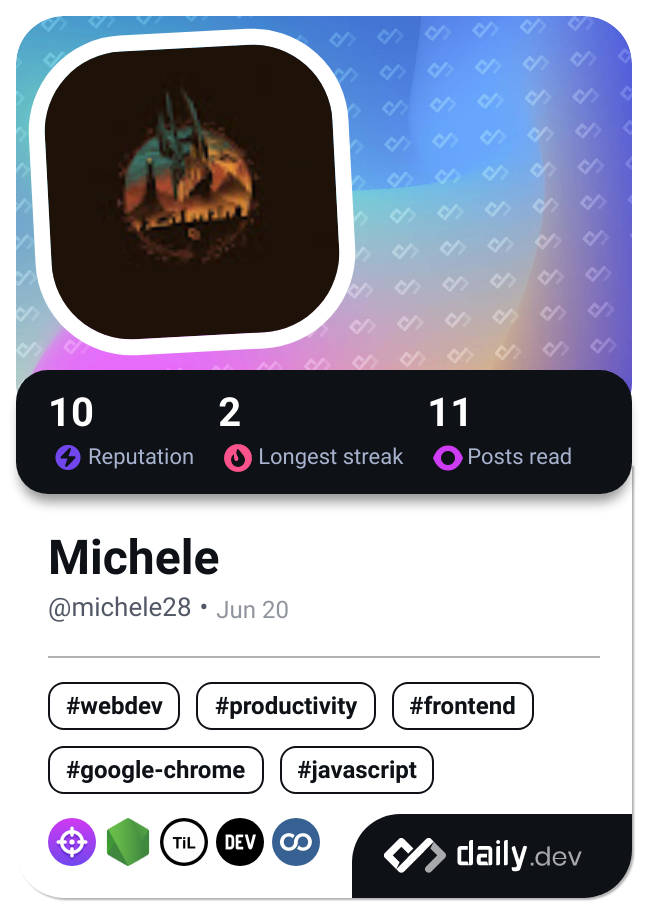 10 2 11
Reputation Longest streak Posts read
Michele
@michele28 • Jun 20
#webdev #productivity #frontend
#google-chrome #javascript
TiL DEV
daily.dev